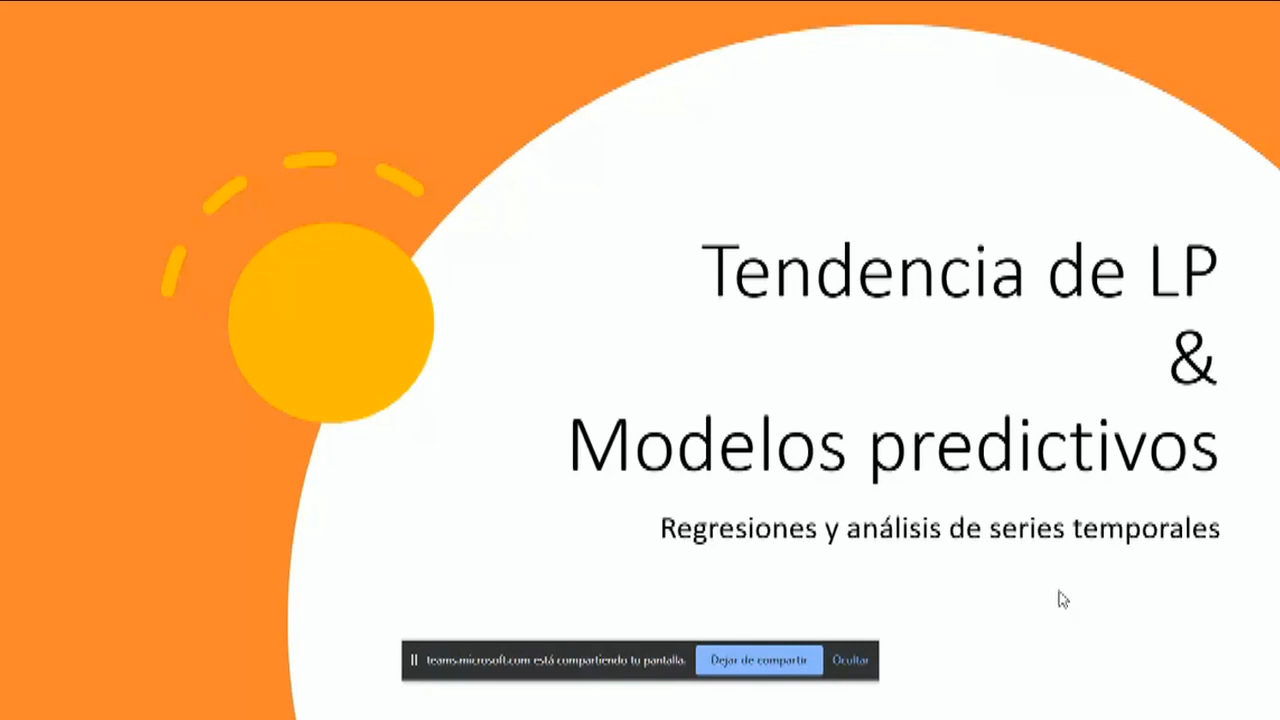 Tendencia de LP
&
Modelos predictivos
Regresiones y análisis de series temporales
teams.microsoft.com está compartiendo tu pantalla. Dejar de compartir Ocultar